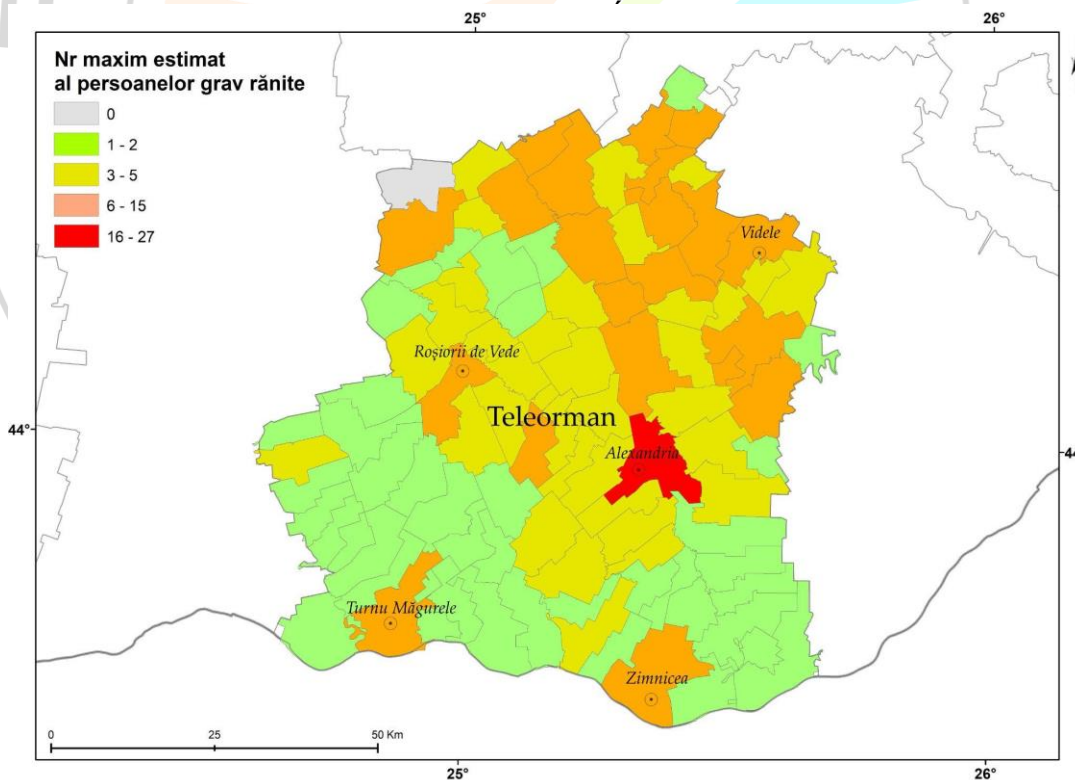 25°
26°
Nr maxim estimat
al persoanelor grav rănite
0
1 - 2
3 - 5
6 - 15
16 - 27
Videle
Roșiorii de Vede
Teleorman
44°
Alexandria
44
Turnu Măgurele
Zimnicea
0
25
50 Km
25°
26°